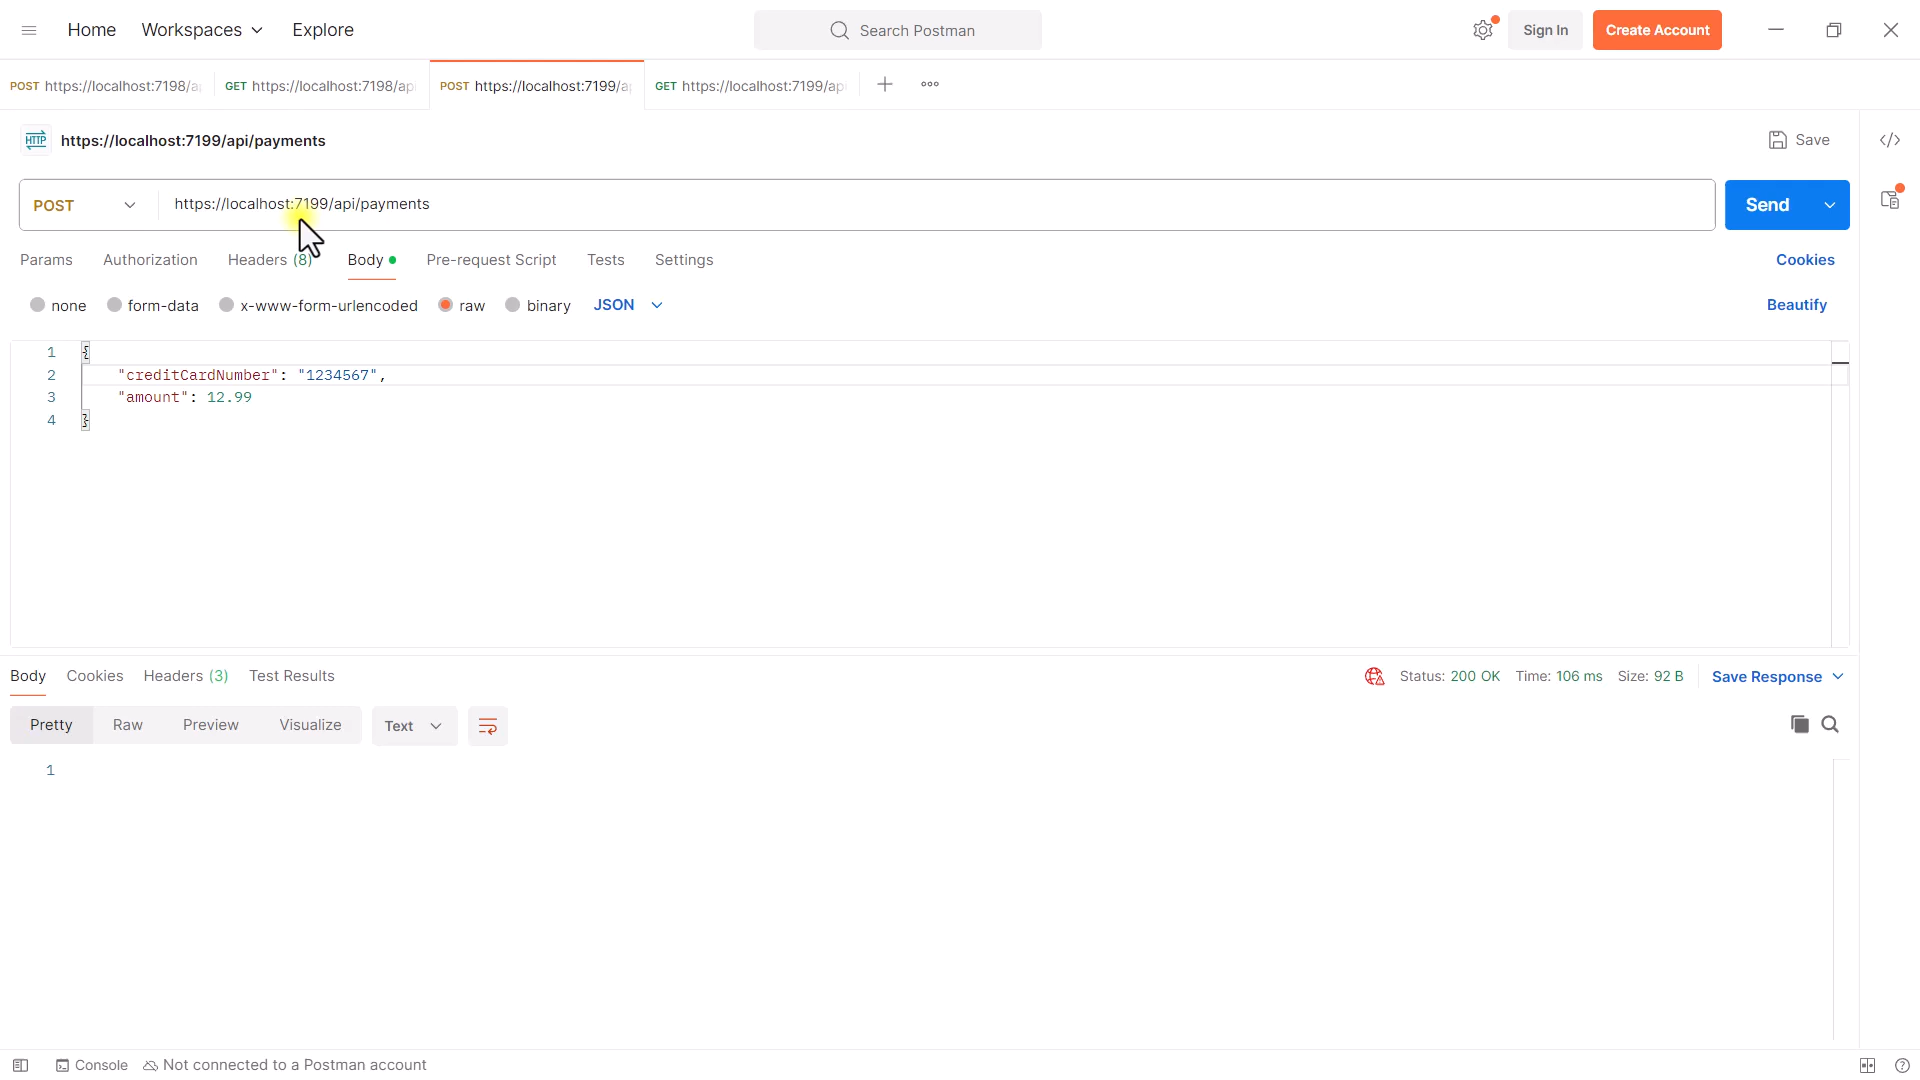 Home Workspaces Explore Search Postman Sign In Create Account
POST https://localhost:7198/a GET https://localhost:7198/ap POST https://localhost:7199/a GET https://localhost:7199/ap
HTTP https://localhost:7199/api/payments Save </>
POST https://localhost:7199/api/payments Send
Params Authorization Headers (8) Body Pre-request Script Tests Settings Cookies
none form-data x-www-form-urlencoded raw binary JSON Beautify
1 {
2 "creditCardNumber": "1234567",
3 "amount": 12.99
4 }
Body Cookies Headers (3) Test Results Status: 200 OK Time: 106 ms Size: 92 B Save Response
Pretty Raw Preview Visualize Text
1
Console Not connected to a Postman account